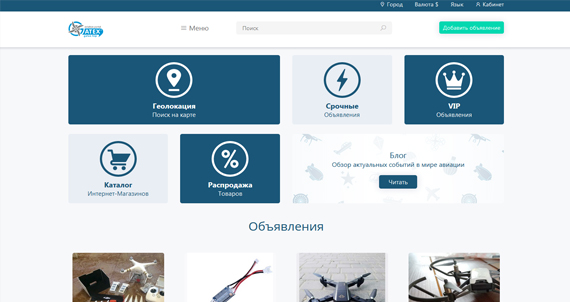 Город Валюта $ Язык Кабинет
Меню Поиск Добавить объявление
Геолокация
Поиск на карте
Срочные
Объявления
VIP
Объявления
Каталог
Интернет-Магазинов
Распродажа
Товаров
Блог
Обзор актуальных событий в мире авиации
Читать
Объявления